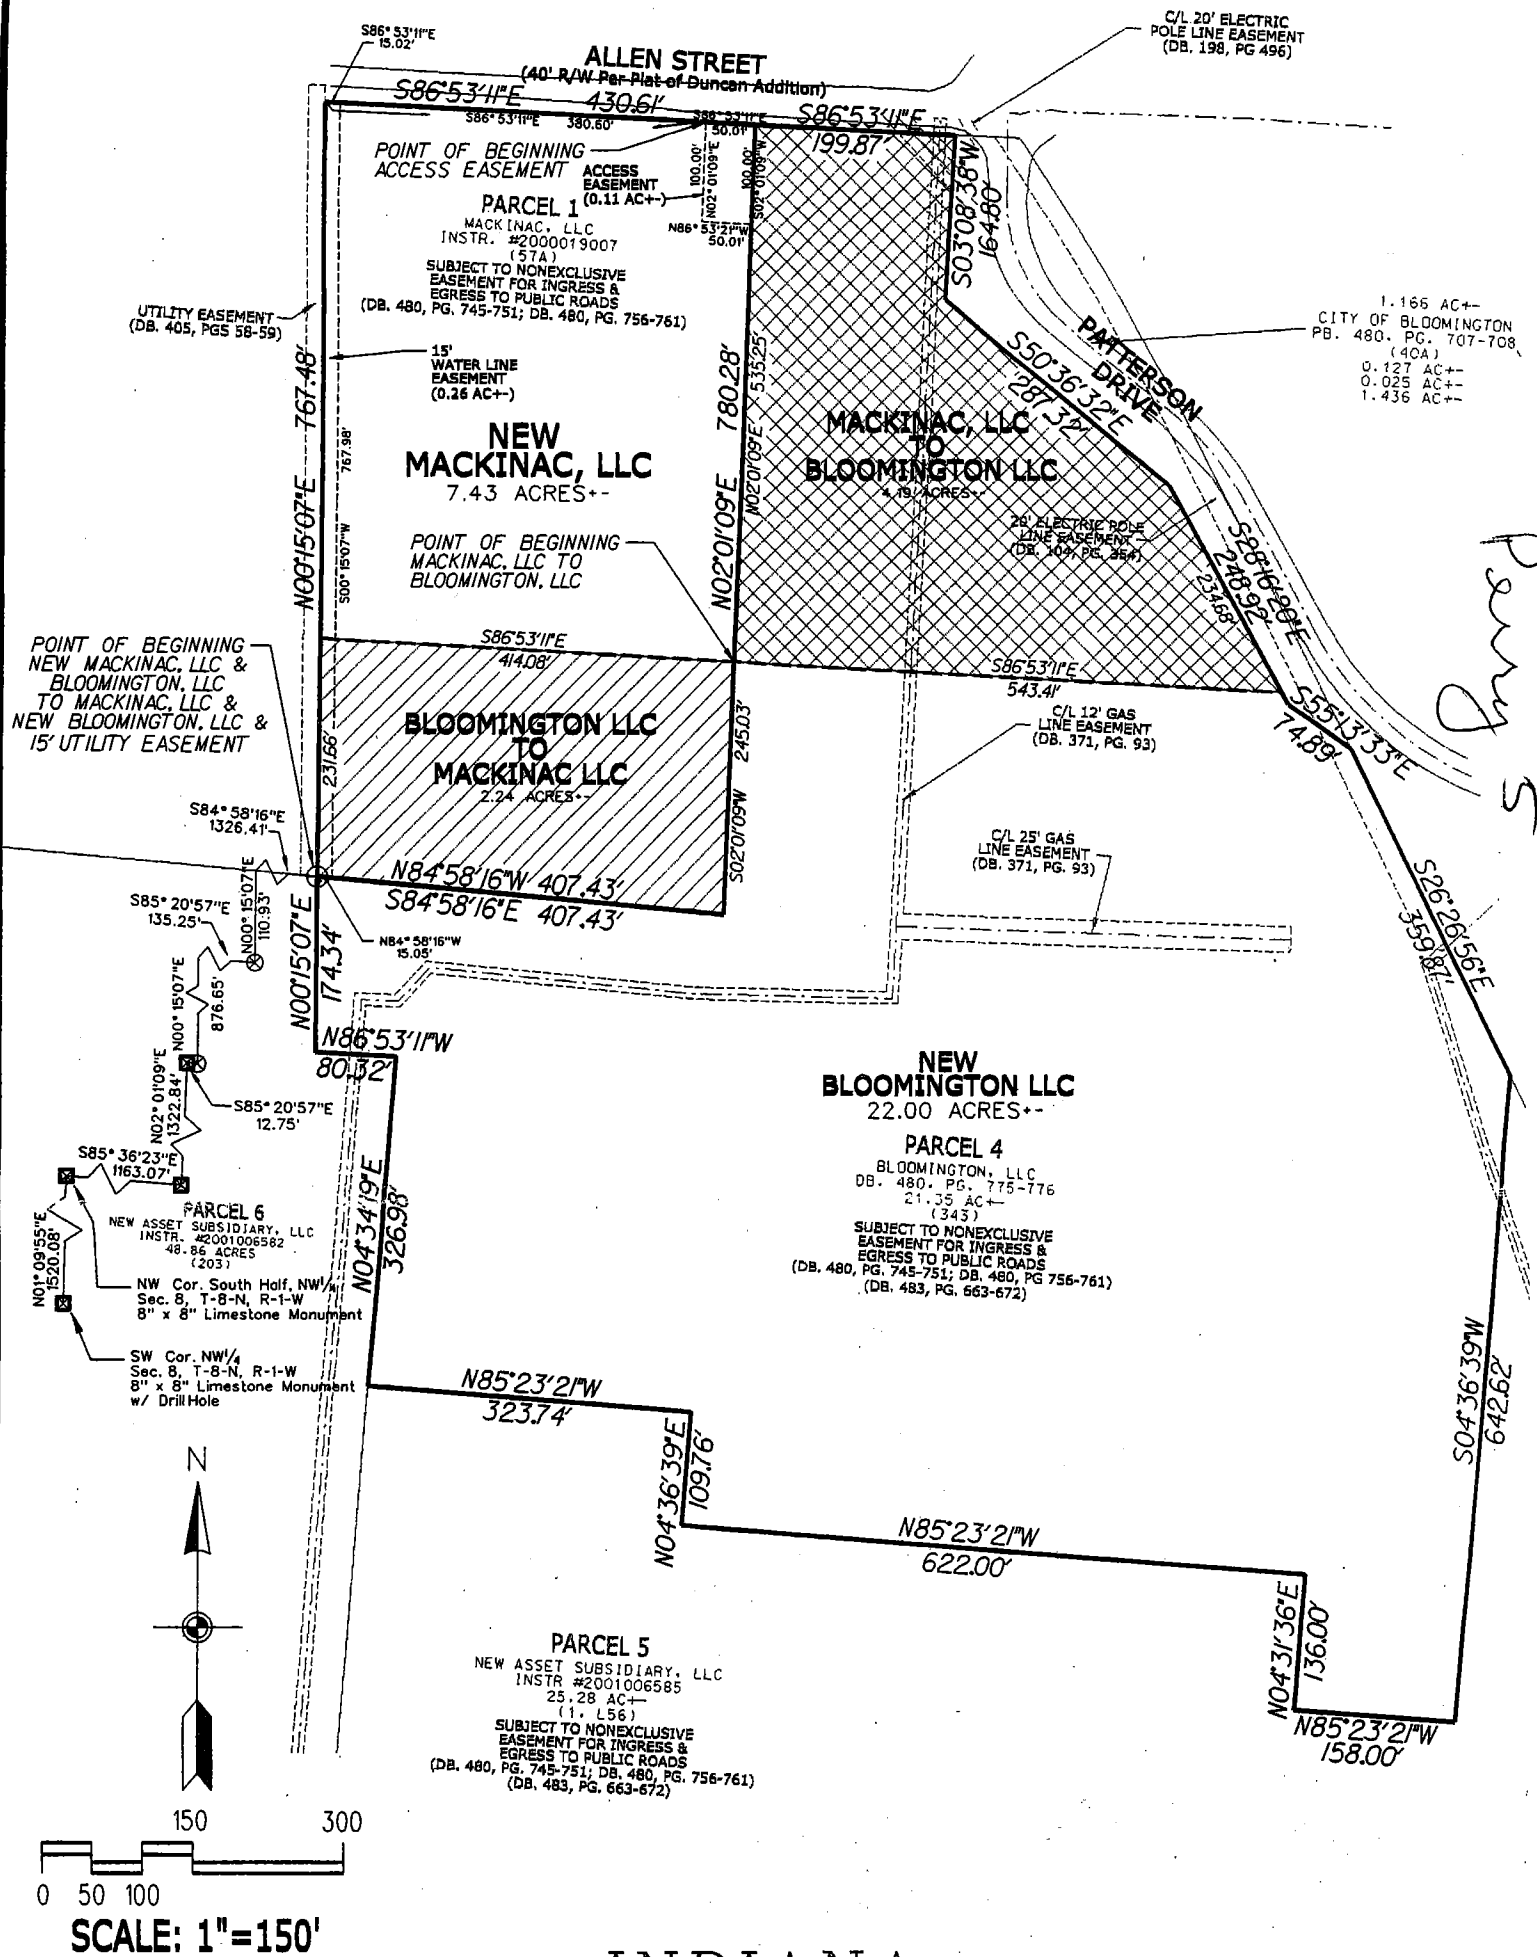 S86°53'11"E
15.02'
ALLEN STREET
(40' R/W Per Plat of Duncan Addition)
C/L 20' ELECTRIC
POLE LINE EASEMENT
(DB. 198, PG 496)
S86°53'11"E 430.61'
S86°53'11"E 380.60'
S86°53'11"E
50.01'
S86°53'11"E
199.87'
POINT OF BEGINNING
ACCESS EASEMENT
ACCESS
EASEMENT
(0.11 AC+-)
100.00'
N02°01'09"E
100.00'
S02°01'09"W
N86°53'21"W
50.01'
S03°08'38"W
164.80'
PARCEL 1
MACKINAC, LLC
INSTR. #2000019007
(57A)
SUBJECT TO NONEXCLUSIVE
EASEMENT FOR INGRESS &
EGRESS TO PUBLIC ROADS
(DB. 480, PG. 745-751; DB. 480, PG. 756-761)
UTILITY EASEMENT
(DB. 405, PGS 58-59)
15'
WATER LINE
EASEMENT
(0.26 AC+-)
N00°15'07"E 767.48'
S00°15'07"W 767.98'
NEW
MACKINAC, LLC
7.43 ACRES+-
N02°01'09"E 780.28'
N02°01'09"E 535.25'
PATTERSON
DRIVE
S50°36'32"E
287.32'
1.166 AC+-
CITY OF BLOOMINGTON
PB. 480. PG. 707-708
(40A)
0.127 AC+-
0.025 AC+-
1.436 AC+-
MACKINAC, LLC
TO
BLOOMINGTON LLC
4.19 ACRES+-
20' ELECTRIC POLE
LINE EASEMENT
(DB. 104, PG. 354)
S28°16'20"E
248.92'
234.68'
Perry S
POINT OF BEGINNING
MACKINAC, LLC TO
BLOOMINGTON, LLC
POINT OF BEGINNING
NEW MACKINAC, LLC &
BLOOMINGTON, LLC
TO MACKINAC, LLC &
NEW BLOOMINGTON, LLC &
15' UTILITY EASEMENT
S86°53'11"E
414.08'
S86°53'11"E
543.41'
S55°13'33"E
74.89'
BLOOMINGTON LLC
TO
MACKINAC LLC
2.24 ACRES+-
231.66'
S02°01'09"W 245.03'
C/L 12' GAS
LINE EASEMENT
(DB. 371, PG. 93)
C/L 25' GAS
LINE EASEMENT
(DB. 371, PG. 93)
S84°58'16"E
1326.41'
N84°58'16"W 407.43'
S84°58'16"E 407.43'
N84°58'16"W
15.05'
S85°20'57"E
135.25'
N00°15'07"E
110.93'
N00°15'07"E
174.34'
N00°15'07"E
876.65'
S26°26'56"E
359.87'
N86°53'11"W
80.32'
S85°20'57"E
12.75'
N02°01'09"E
1322.84'
S85°36'23"E
1163.07'
N01°09'55"E
1520.08'
NEW
BLOOMINGTON LLC
22.00 ACRES+-
PARCEL 4
BLOOMINGTON, LLC
DB. 480. PG. 775-776
21.35 AC+-
(343)
SUBJECT TO NONEXCLUSIVE
EASEMENT FOR INGRESS &
EGRESS TO PUBLIC ROADS
(DB. 480, PG. 745-751; DB. 480, PG 756-761)
(DB. 483, PG. 663-672)
PARCEL 6
NEW ASSET SUBSIDIARY, LLC
INSTR. #2001006582
48.86 ACRES
(203)
N04°34'19"E
326.98'
NW Cor. South Half, NW1/4
Sec. 8, T-8-N, R-1-W
8" x 8" Limestone Monument
SW Cor. NW1/4
Sec. 8, T-8-N, R-1-W
8" x 8" Limestone Monument
w/ Drill Hole
N85°23'21"W
323.74'
N04°36'39"E
109.76'
N85°23'21"W
622.00'
S04°36'39"W
642.62'
N04°31'36"E
136.00'
N85°23'21"W
158.00'
N
PARCEL 5
NEW ASSET SUBSIDIARY, LLC
INSTR #2001006585
25.28 AC+-
(1. L56)
SUBJECT TO NONEXCLUSIVE
EASEMENT FOR INGRESS &
EGRESS TO PUBLIC ROADS
(DB. 480, PG. 745-751; DB. 480, PG. 756-761)
(DB. 483, PG. 663-672)
150 300
0 50 100
SCALE: 1"=150'
INDIANA